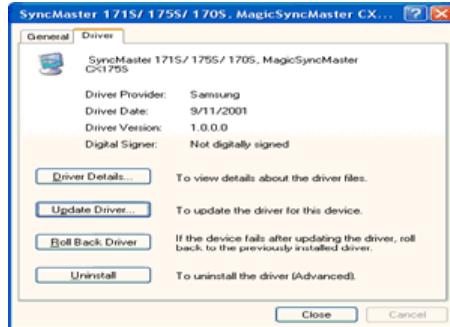 SyncMaster 171S/ 175S/ 170S, MagicSyncMaster CX...
General
Driver
SyncMaster 171S/ 175S/ 170S, MagicSyncMaster
CX175S
Driver Provider: Samsung
Driver Date: 9/11/2001
Driver Version: 1.0.0.0
Digital Signer: Not digitally signed
Driver Details... To view details about the driver files.
Update Driver... To update the driver for this device.
Roll Back Driver If the device fails after updating the driver, roll
back to the previously installed driver.
Uninstall To uninstall the driver (Advanced).
Close Cancel